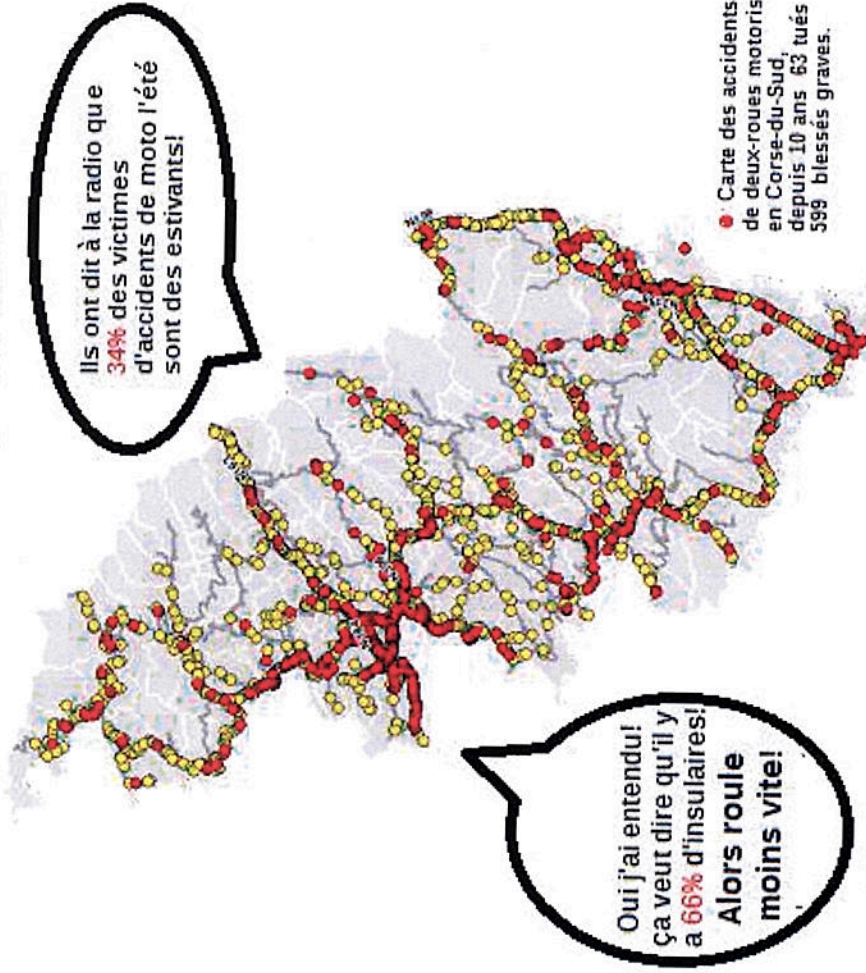 Ils ont dit à la radio que
34% des victimes
d'accidents de moto l'été
sont des estivants!
Oui j'ai entendu!
ça veut dire qu'il y
a 66% d'insulaires!
Alors roule
moins vite!
Carte des accidents
de deux-roues motoris
en Corse-du-Sud,
depuis 10 ans 63 tués
599 blessés graves.